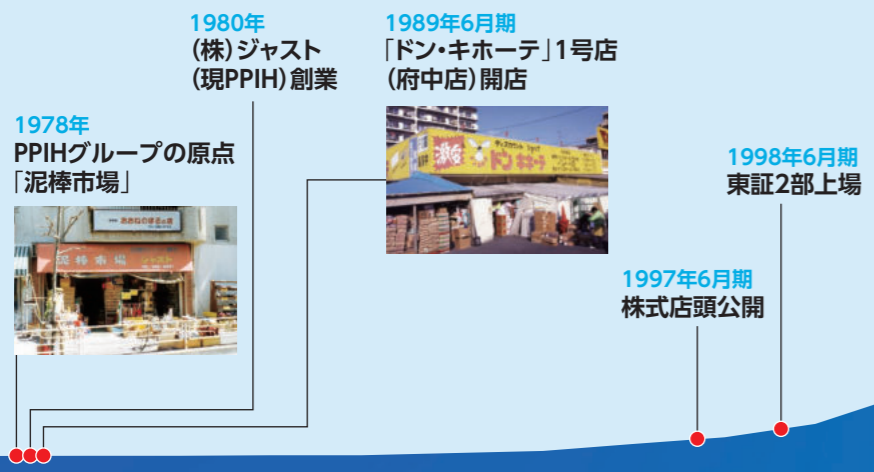 1978年
PPIHグループの原点
「泥棒市場」
泥棒市場 ジャスト
1980年
(株)ジャスト
(現PPIH)創業
1989年6月期
「ドン・キホーテ」1号店
(府中店)開店
激安
ドン キホーテ
1997年6月期
株式店頭公開
1998年6月期
東証2部上場